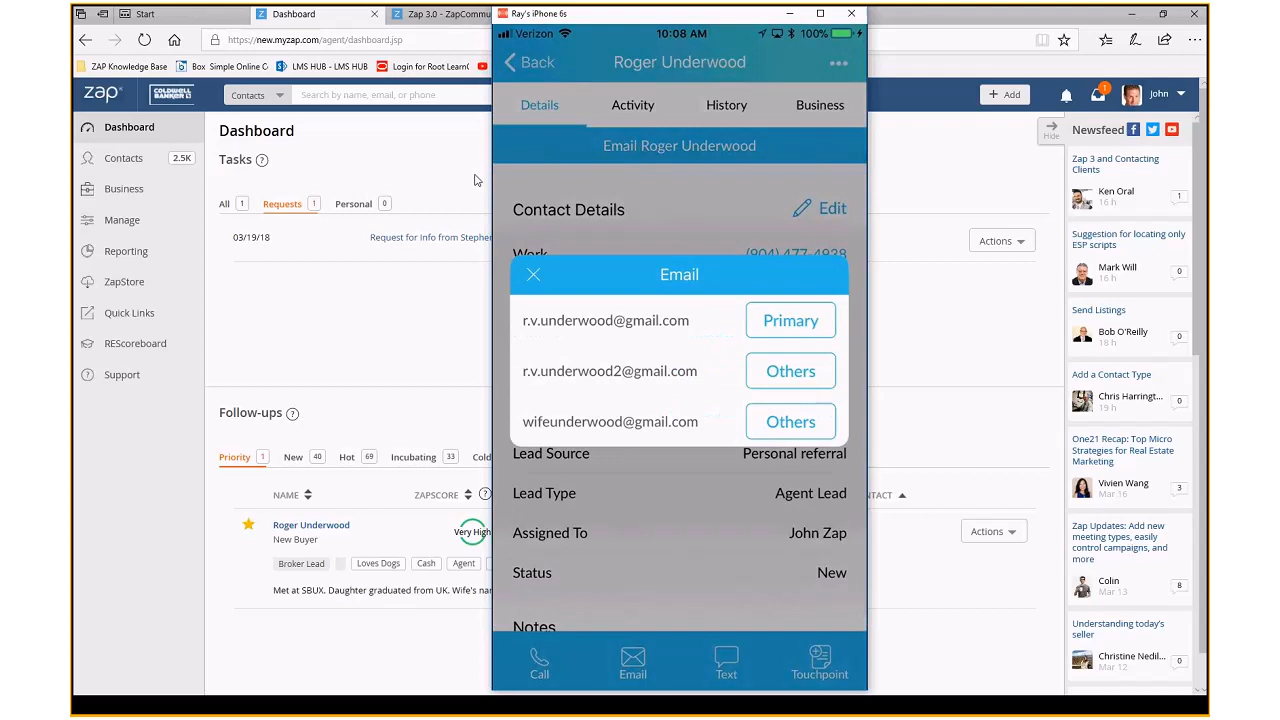 Start
Dashboard
Zap 3.0 - ZapCommu
https://new.myzap.com/agent/dashboard.jsp
ZAP Knowledge Base
Box Simple Online C
LMS HUB - LMS HUB
Login for Root Learn
zap
COLDWELL BANKER
Contacts
Search by name, email, or phone
+ Add
1
John
Dashboard
Contacts 2.5K
Business
Manage
Reporting
ZapStore
Quick Links
REScoreboard
Support
Dashboard
Tasks ?
All 1 Requests 1 Personal 0
03/19/18 Request for Info from Stephen
Actions
Follow-ups ?
Priority 1 New 40 Hot 69 Incubating 33 Cold
NAME ZAPSCORE ?
NTACT
Roger Underwood
New Buyer
Very High
Actions
Broker Lead Loves Dogs Cash Agent
Met at SBUX. Daughter graduated from UK. Wife's nar
Ray's iPhone 6s
Verizon 10:08 AM 100%
Back Roger Underwood
Details Activity History Business
Email Roger Underwood
Contact Details Edit
Work (904) 477-4938
Email
r.v.underwood@gmail.com Primary
r.v.underwood2@gmail.com Others
wifeunderwood@gmail.com Others
Lead Source Personal referral
Lead Type Agent Lead
Assigned To John Zap
Status New
Notes
Call Email Text Touchpoint
Hide
Newsfeed
Zap 3 and Contacting
Clients
Ken Oral
16 h
1
Suggestion for locating only
ESP scripts
Mark Will
16 h
0
Send Listings
Bob O'Reilly
18 h
0
Add a Contact Type
Chris Harringt...
19 h
0
One21 Recap: Top Micro
Strategies for Real Estate
Marketing
Vivien Wang
Mar 16
3
Zap Updates: Add new
meeting types, easily
control campaigns, and
more
Colin
Mar 13
8
Understanding today's
seller
Christine Nedil...
Mar 12
0